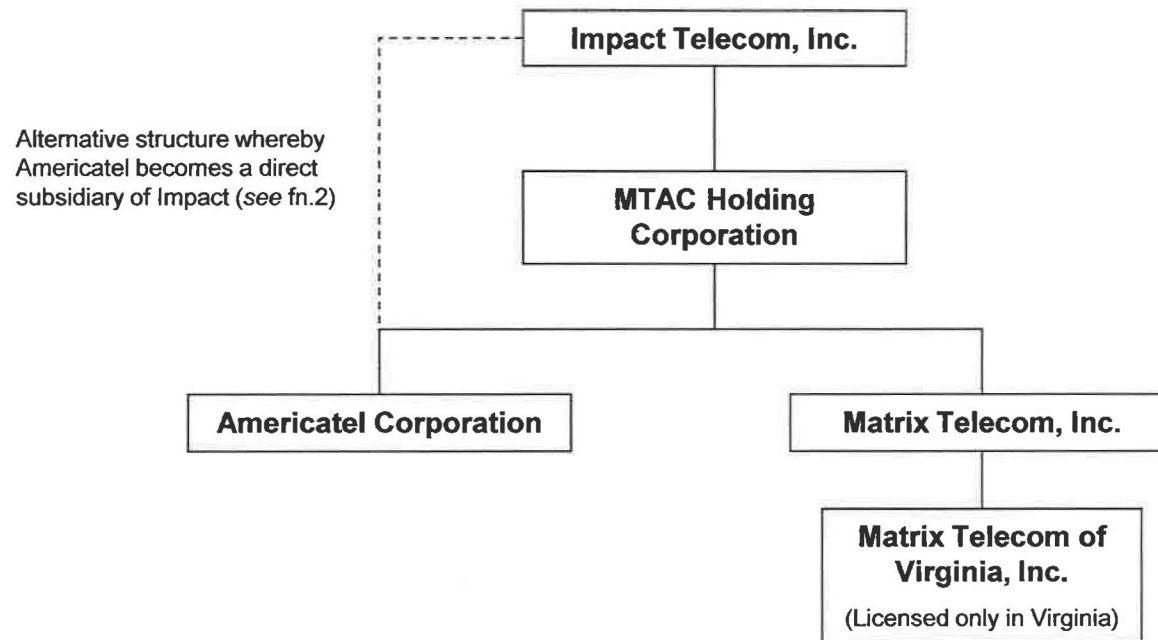 Impact Telecom, Inc.
Alternative structure whereby
Americatel becomes a direct
subsidiary of Impact (see fn.2)
MTAC Holding
Corporation
Americatel Corporation
Matrix Telecom, Inc.
Matrix Telecom of
Virginia, Inc.
(Licensed only in Virginia)